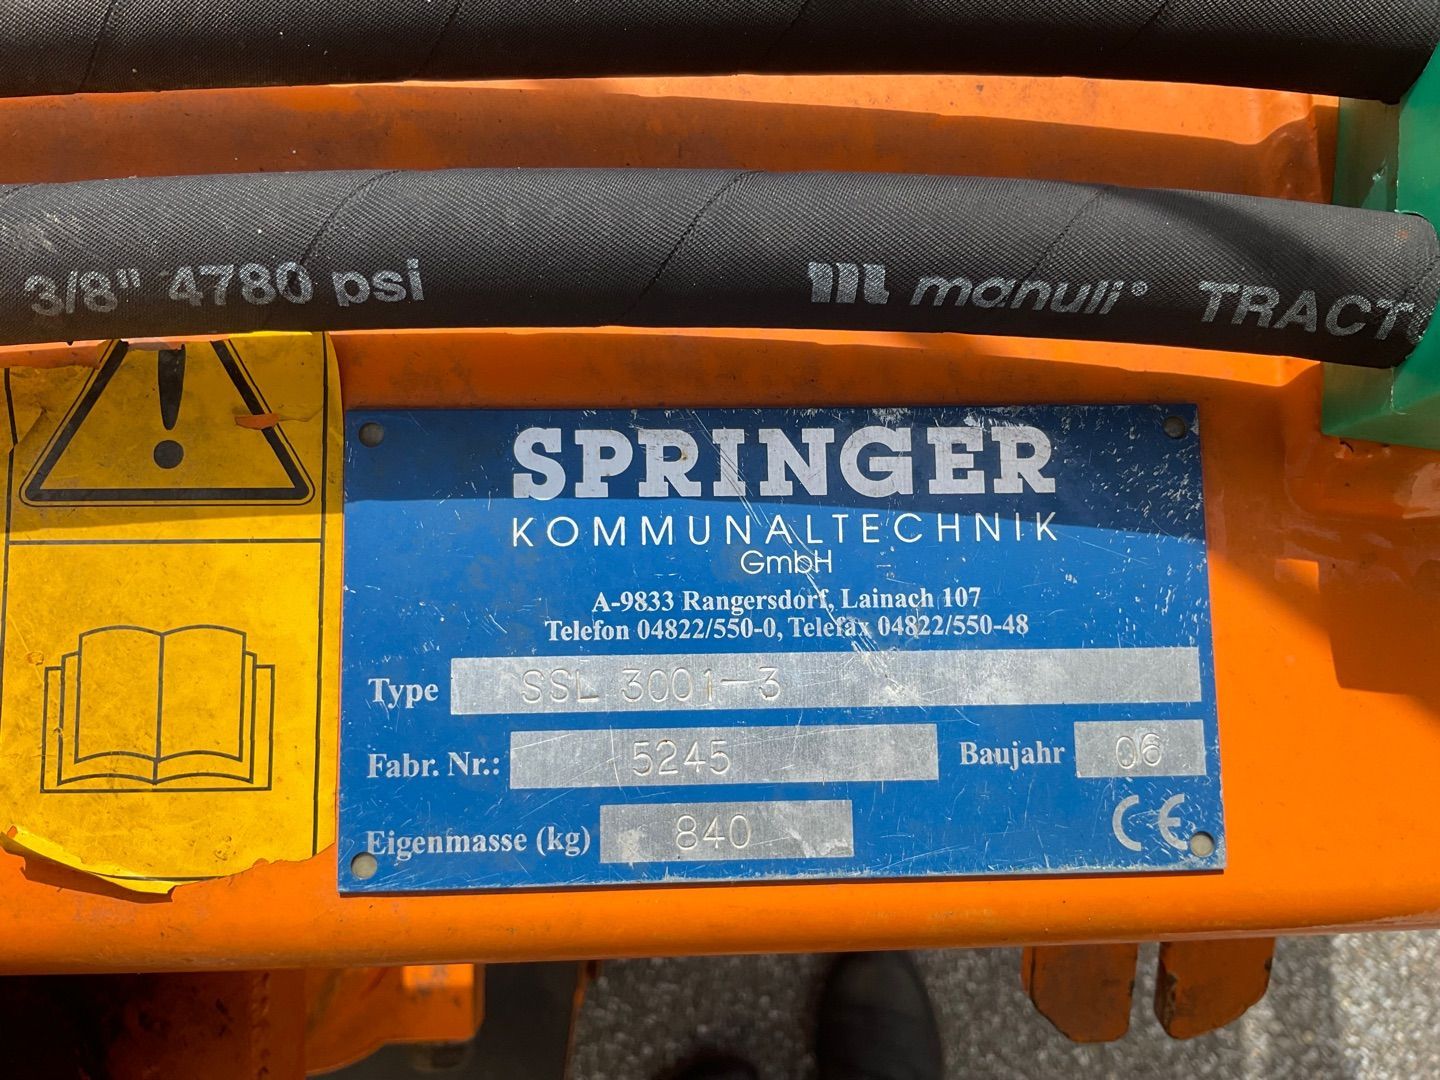 3/8" 4780 psi manuli® TRACT
SPRINGER
KOMMUNALTECHNIK
GmbH
A-9833 Rangersdorf, Lainach 107
Telefon 04822/550-0, Telefax 04822/550-48
Type SSL 3001-3
Fabr. Nr.: 5245 Baujahr 06
Eigenmasse (kg) 840 CE